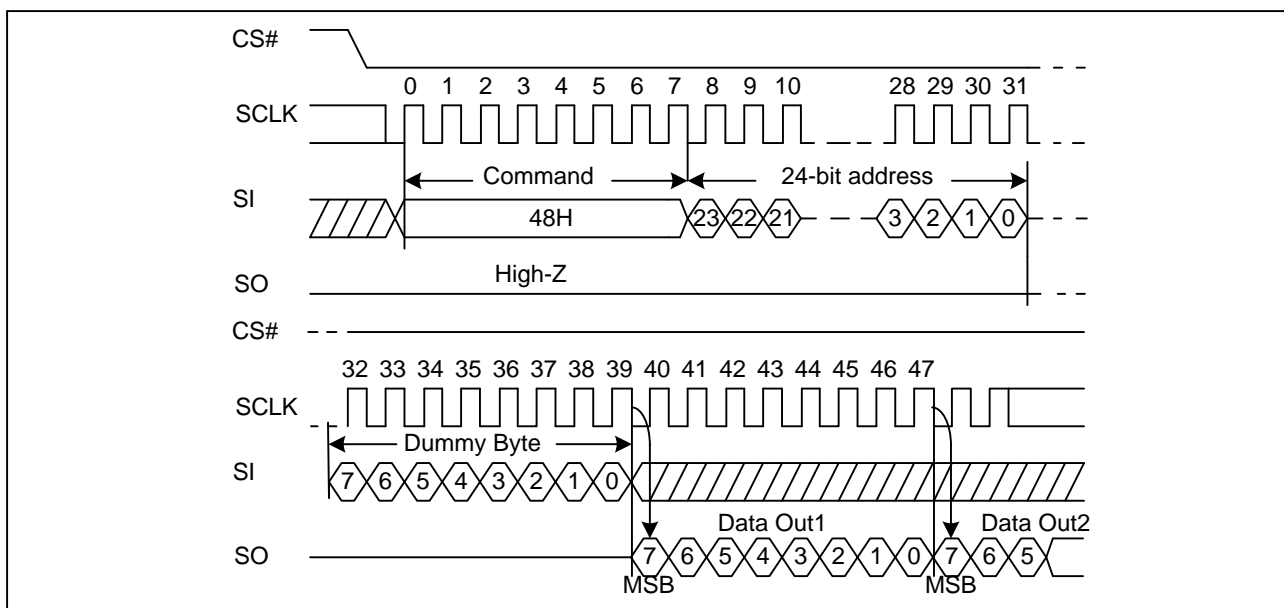 CS#
0 1 2 3 4 5 6 7 8 9 10 28 29 30 31
SCLK
Command 24-bit address
SI
48H 23 22 21 3 2 1 0
High-Z
SO
CS#
32 33 34 35 36 37 38 39 40 41 42 43 44 45 46 47
SCLK
Dummy Byte
SI
7 6 5 4 3 2 1 0
Data Out1 Data Out2
SO
7 6 5 4 3 2 1 0 7 6 5
MSB MSB